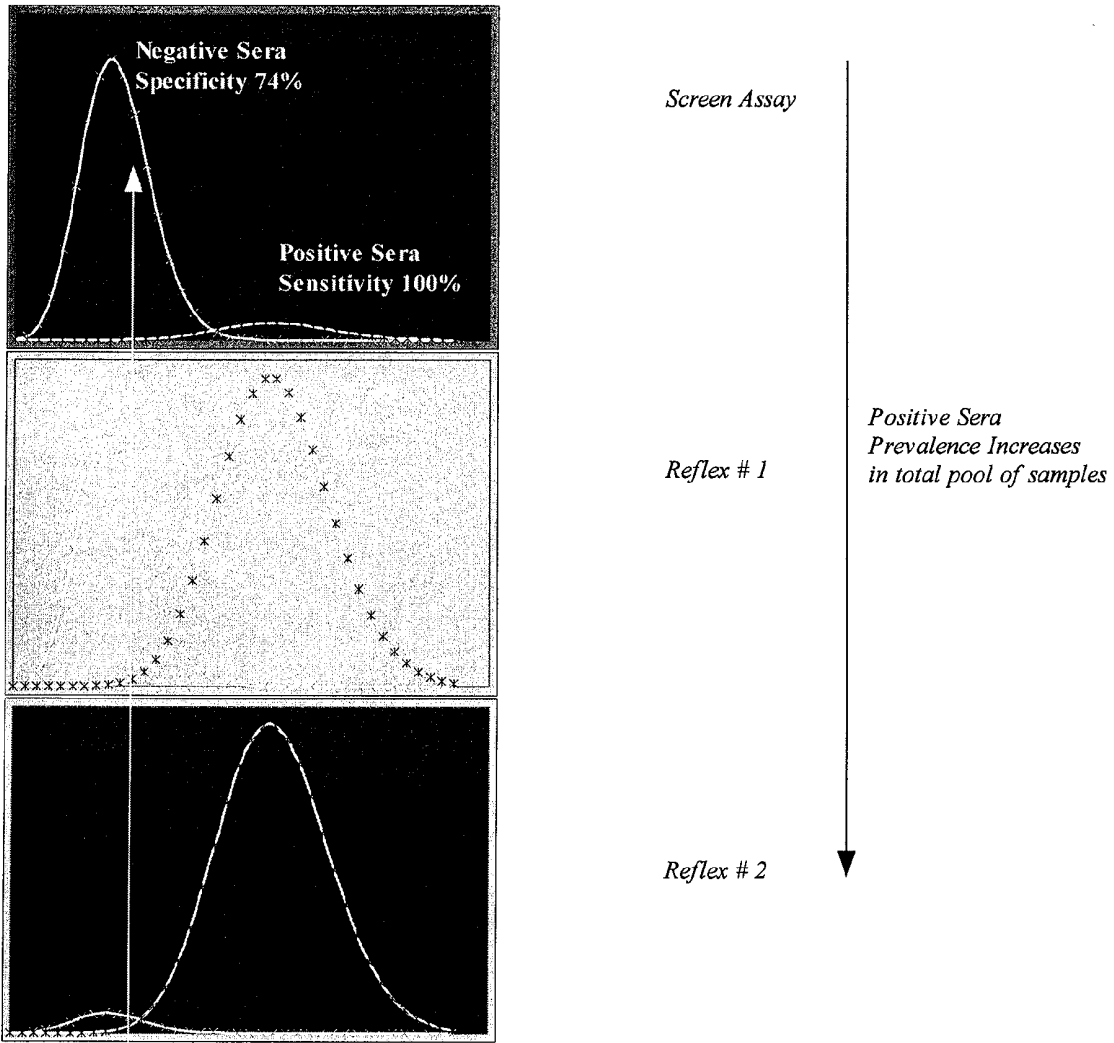 Negative Sera
Specificity 74%
Positive Sera
Sensitivity 100%
Screen Assay
Reflex # 1
Positive Sera
Prevalence Increases
in total pool of samples
Reflex # 2